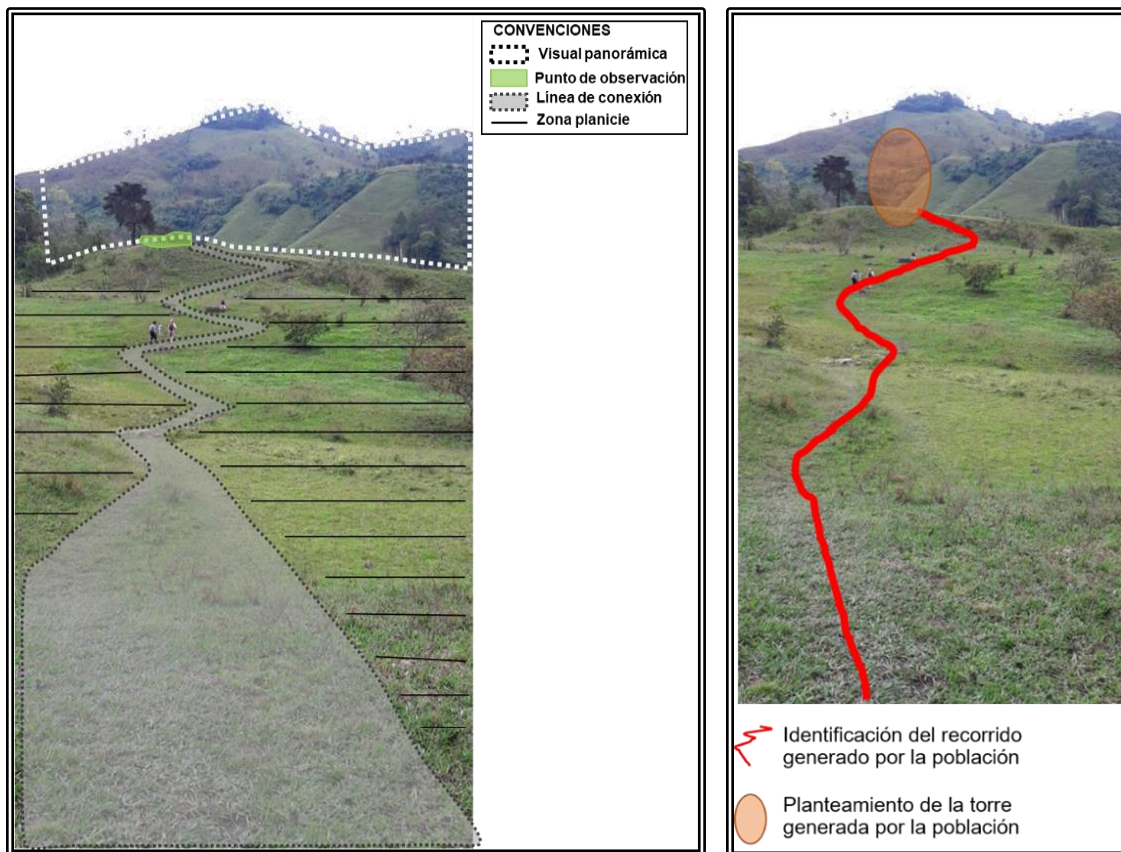 CONVENCIONES
Visual panorámica
Punto de observación
Línea de conexión
Zona planicie
Identificación del recorrido
generado por la población
Planteamiento de la torre
generada por la población